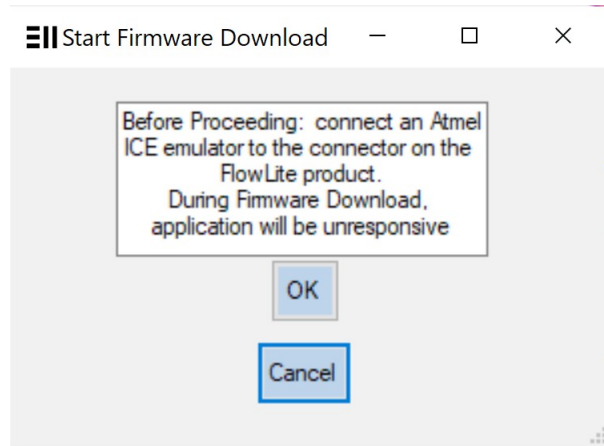 Start Firmware Download
Before Proceeding: connect an Atmel
ICE emulator to the connector on the
FlowLite product.
During Firmware Download,
application will be unresponsive
OK
Cancel